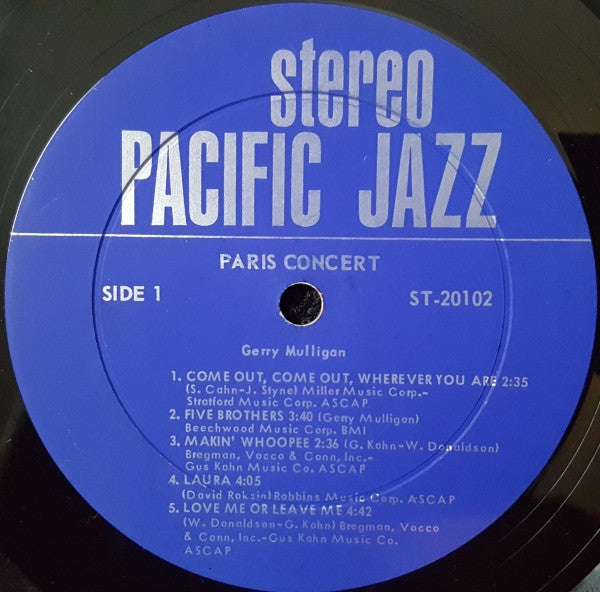 stereo
PACIFIC JAZZ
PARIS CONCERT
SIDE 1 ST-20102
Gerry Mulligan
1. COME OUT, COME OUT, WHEREVER YOU ARE 2:35
(S. Cahn-J. Styne) Miller Music Corp.-
Stratford Music Corp. ASCAP
2. FIVE BROTHERS 3:40 (Gerry Mulligan)
Beechwood Music Corp. BMI
3. MAKIN' WHOOPEE 2:36 (G. Kahn-W. Donaldson)
Bregman, Vocco & Conn, Inc.-
Gus Kahn Music Co. ASCAP
4. LAURA 4:05
(David Raksin) Robbins Music Corp. ASCAP
5. LOVE ME OR LEAVE ME 4:42
(W. Donaldson-G. Kahn) Bregman, Vocco
& Conn, Inc.-Gus Kahn Music Co.
ASCAP